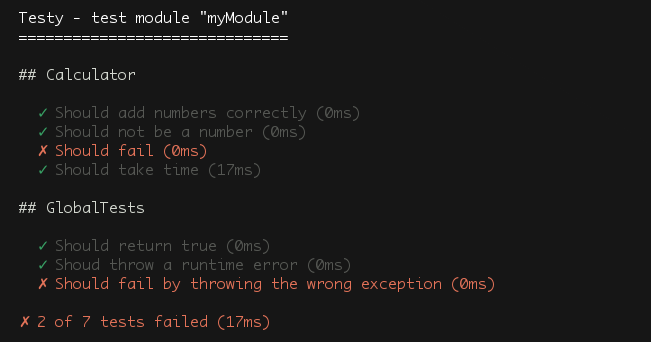 Testy - test module "myModule"
==============================
## Calculator
✓ Should add numbers correctly (0ms)
✓ Should not be a number (0ms)
✗ Should fail (0ms)
✓ Should take time (17ms)
## GlobalTests
✓ Should return true (0ms)
✓ Shoud throw a runtime error (0ms)
✗ Should fail by throwing the wrong exception (0ms)
✗ 2 of 7 tests failed (17ms)